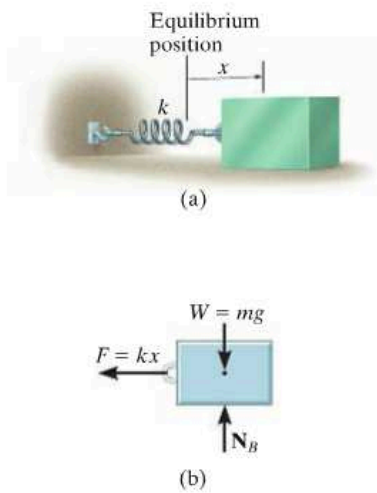 Equilibrium
position
x
k
(a)
W = mg
F = kx
N_B
(b)